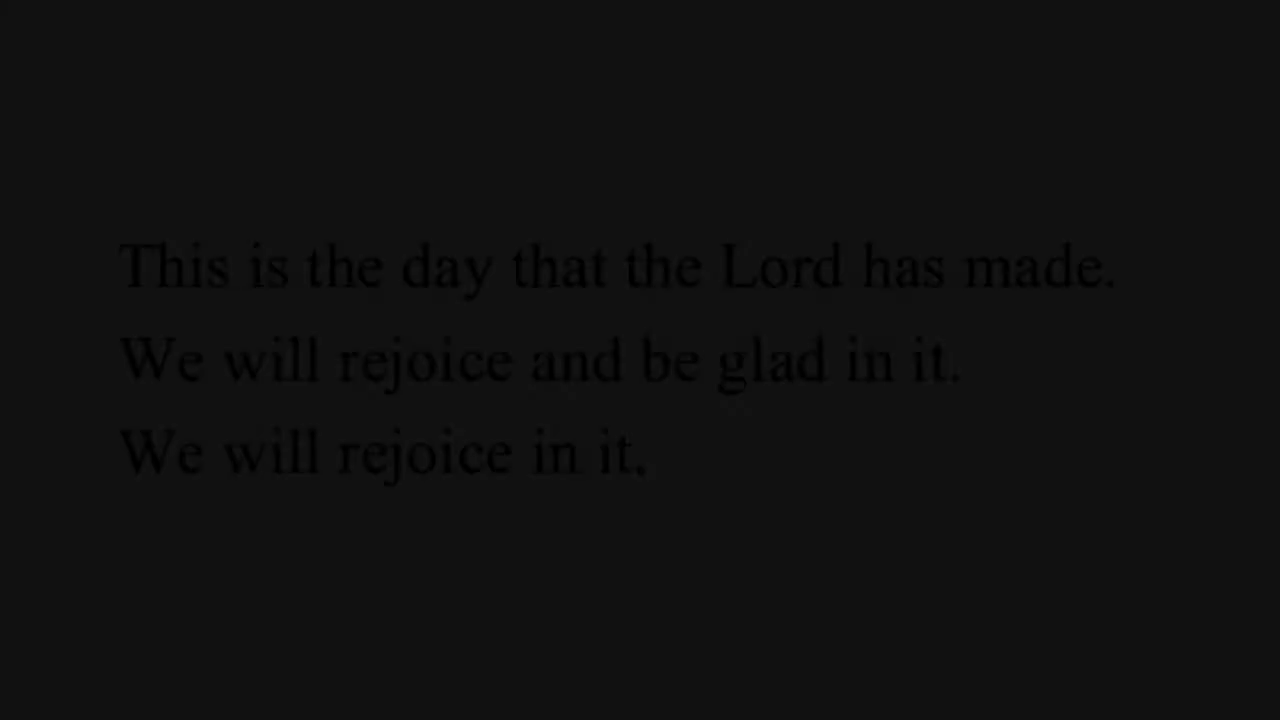 This is the day that the Lord has made.
We will rejoice and be glad in it.
We will rejoice in it.